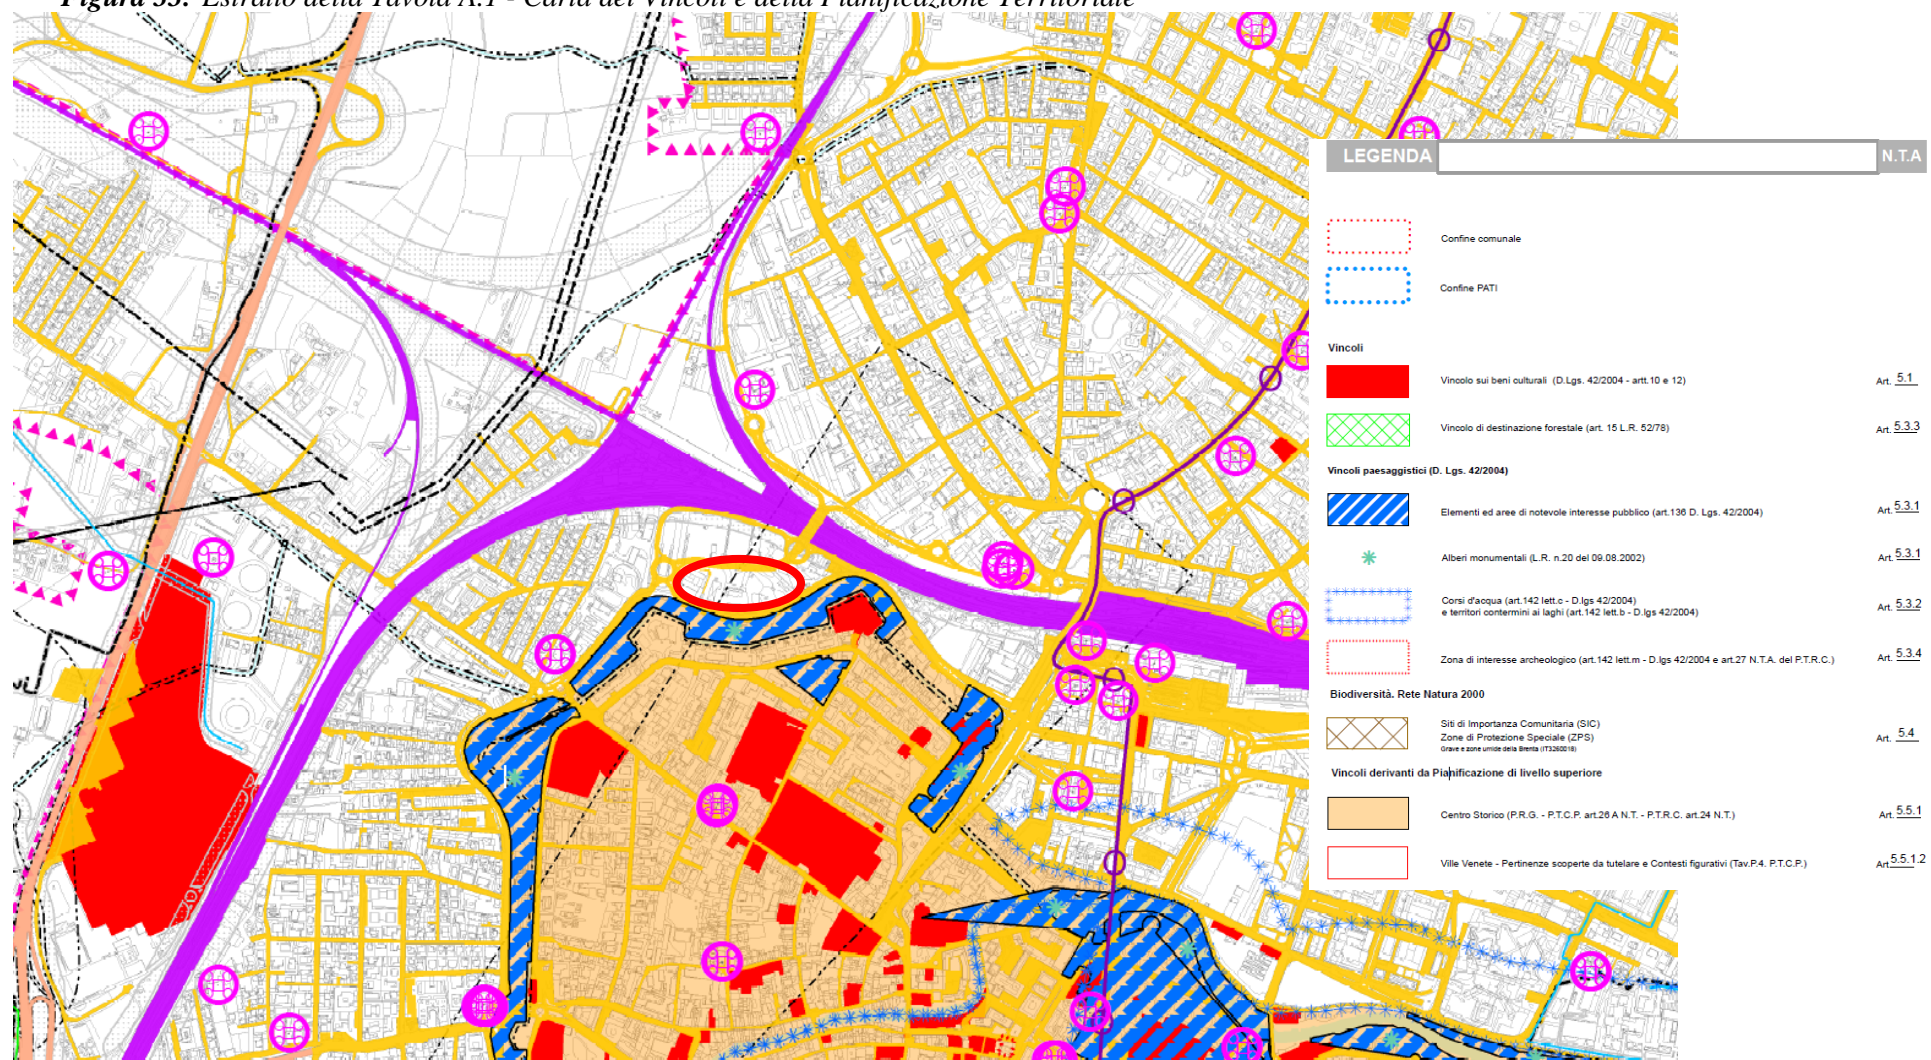 Figura 55. Estratto della Tavola A.1 - Carta dei Vincoli e della Pianificazione Territoriale
LEGENDA N.T.A
Confine comunale
Confine PATI
Vincoli
Vincolo sui beni culturali (D.Lgs. 42/2004 - artt.10 e 12) Art. 5.1
Vincolo di destinazione forestale (art. 15 L.R. 52/78) Art. 5.3.3
Vincoli paesaggistici (D. Lgs. 42/2004)
Elementi ed aree di notevole interesse pubblico (art.136 D. Lgs. 42/2004) Art. 5.3.1
Alberi monumentali (L.R. n.20 del 09.08.2002) Art. 5.3.1
Corsi d'acqua (art.142 lett.c - D.lgs 42/2004)
e territori contermini ai laghi (art.142 lett.b - D.lgs 42/2004) Art. 5.3.2
Zona di interesse archeologico (art.142 lett.m - D.lgs 42/2004 e art.27 N.T.A. del P.T.R.C.) Art. 5.3.4
Biodiversità. Rete Natura 2000
Siti di Importanza Comunitaria (SIC)
Zone di Protezione Speciale (ZPS) Art. 5.4
Grave e zone umide della Brenta (IT3260018)
Vincoli derivanti da Pianificazione di livello superiore
Centro Storico (P.R.G. - P.T.C.P. art.26 A N.T. - P.T.R.C. art.24 N.T.) Art. 5.5.1
Ville Venete - Pertinenze scoperte da tutelare e Contesti figurativi (Tav.P.4. P.T.C.P.) Art 5.5.1.2